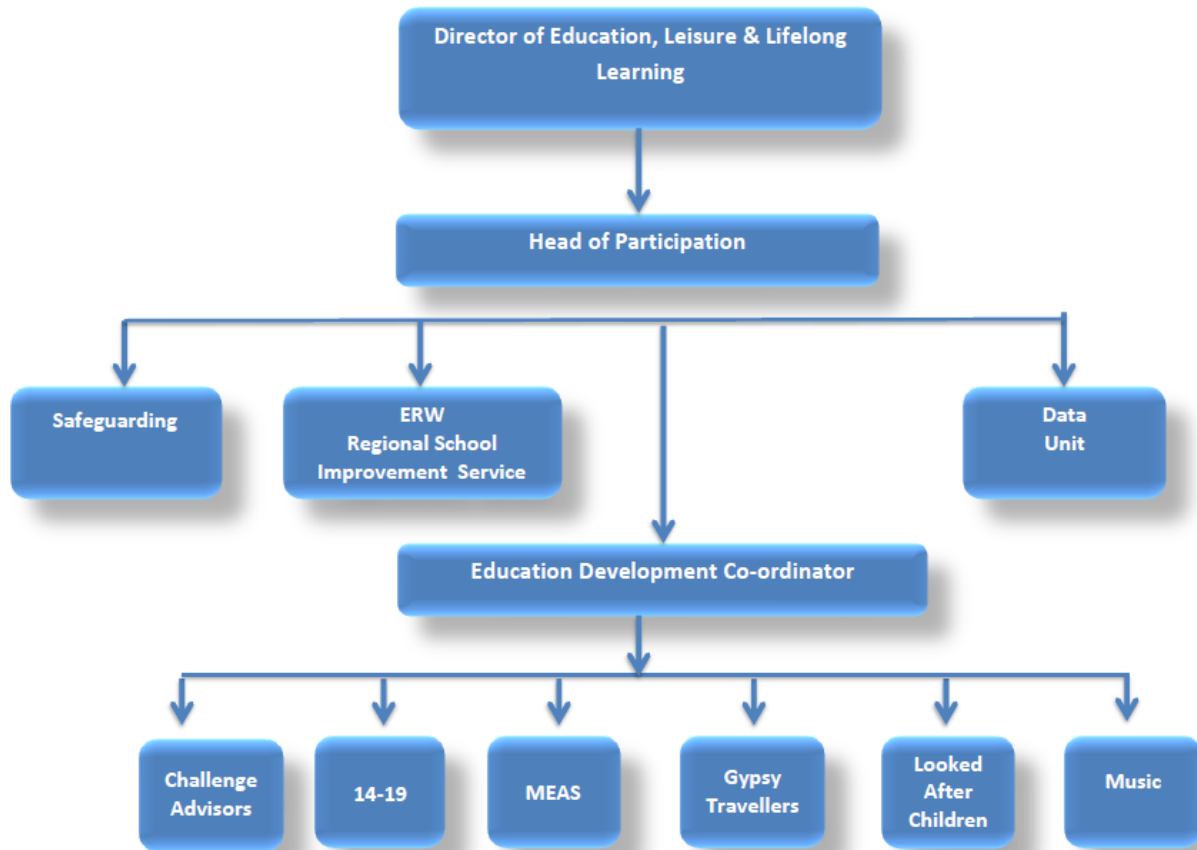 Director of Education, Leisure & Lifelong
Learning
Head of Participation
Safeguarding
ERW
Regional School
Improvement Service
Data
Unit
Education Development Co-ordinator
Challenge
Advisors
14-19
MEAS
Gypsy
Travellers
Looked
After
Children
Music